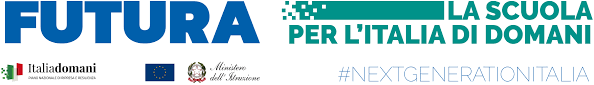 FUTURA
LA SCUOLA
PER L'ITALIA DI DOMANI
Italiadomani
PIANO NAZIONALE DI RIPRESA E RESILIENZA
Ministero
dell'Istruzione
#NEXTGENERATIONITALIA